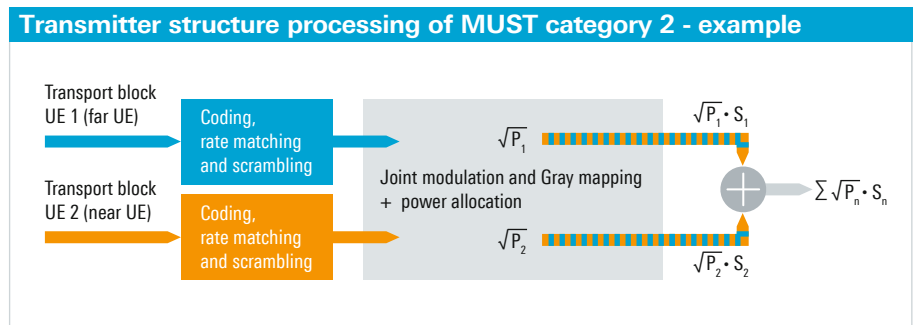 Transmitter structure processing of MUST category 2 - example
Transport block
UE 1 (far UE)
Coding,
rate matching
and scrambling
√P₁
√P₁ · S₁
Joint modulation and Gray mapping
+ power allocation
∑ √Pₙ · Sₙ
Transport block
UE 2 (near UE)
Coding,
rate matching
and scrambling
√P₂
√P₂ · S₂